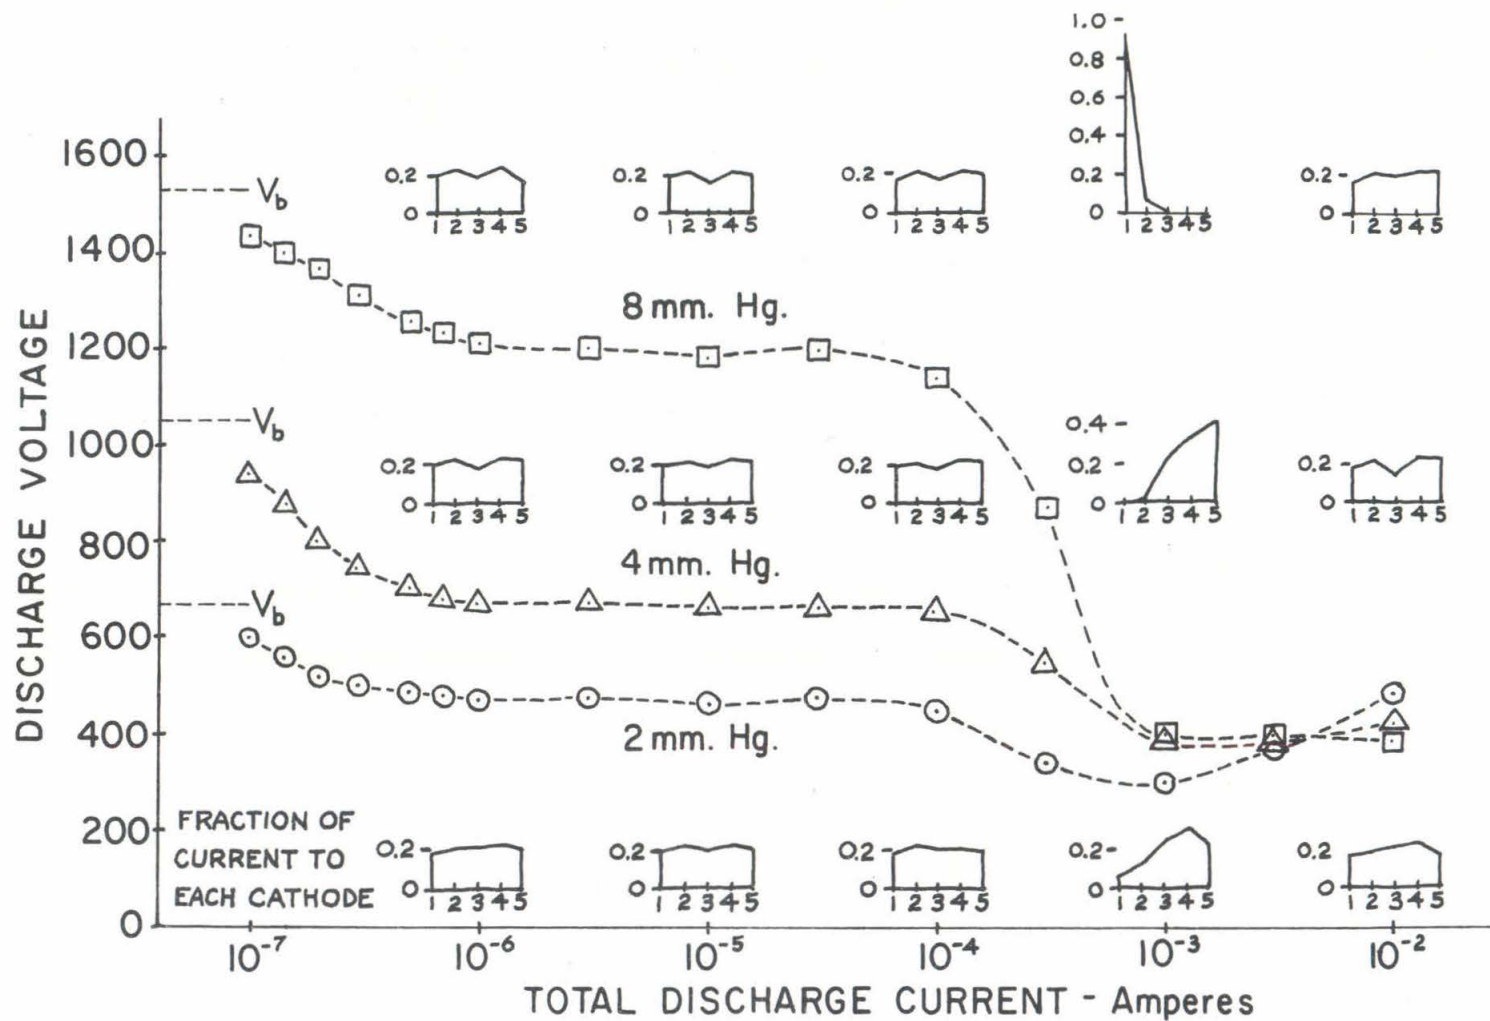 1.0
0.8
0.6
0.4
0.2
0
1 2 3 4 5
DISCHARGE VOLTAGE
1600
1400
1200
1000
800
600
400
200
0
V_b
0.2
0
1 2 3 4 5
0.2
0
1 2 3 4 5
0.2
0
1 2 3 4 5
0.2
0
1 2 3 4 5
8 mm. Hg.
V_b
0.2
0
1 2 3 4 5
0.2
0
1 2 3 4 5
0.2
0
1 2 3 4 5
0.4
0.2
0
1 2 3 4 5
0.2
0
1 2 3 4 5
4 mm. Hg.
V_b
2 mm. Hg.
FRACTION OF
CURRENT TO
EACH CATHODE
0.2
0
1 2 3 4 5
0.2
0
1 2 3 4 5
0.2
0
1 2 3 4 5
0.2
0
1 2 3 4 5
0.2
0
1 2 3 4 5
10⁻⁷ 10⁻⁶ 10⁻⁵ 10⁻⁴ 10⁻³ 10⁻²
TOTAL DISCHARGE CURRENT - Amperes